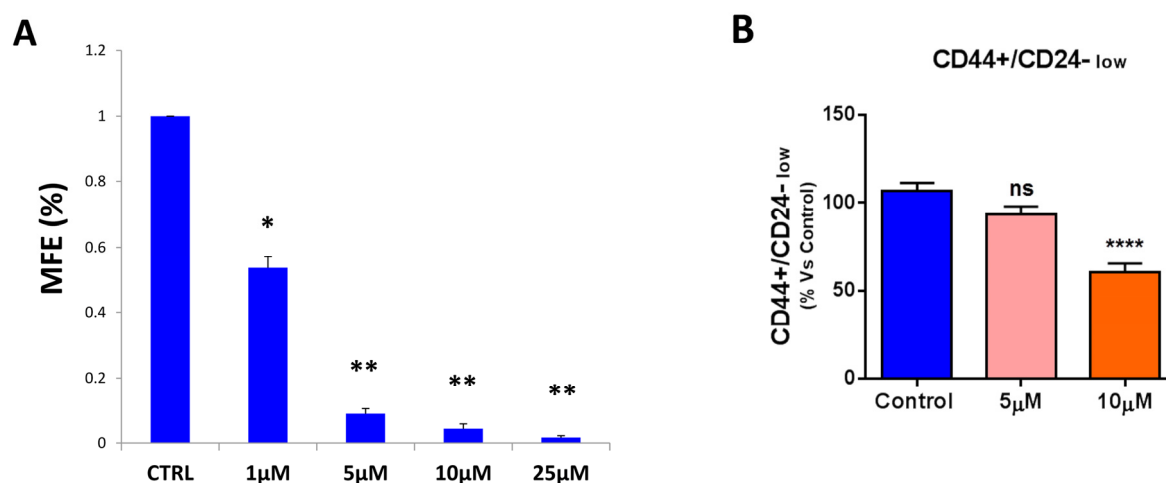 A
1.2
1
0.8
0.6
0.4
0.2
0
MFE (%)
*
**
**
**
CTRL
1µM
5µM
10µM
25µM
B
CD44+/CD24- low
150
100
50
0
CD44+/CD24- low
(% Vs Control)
ns
****
Control
5µM
10µM